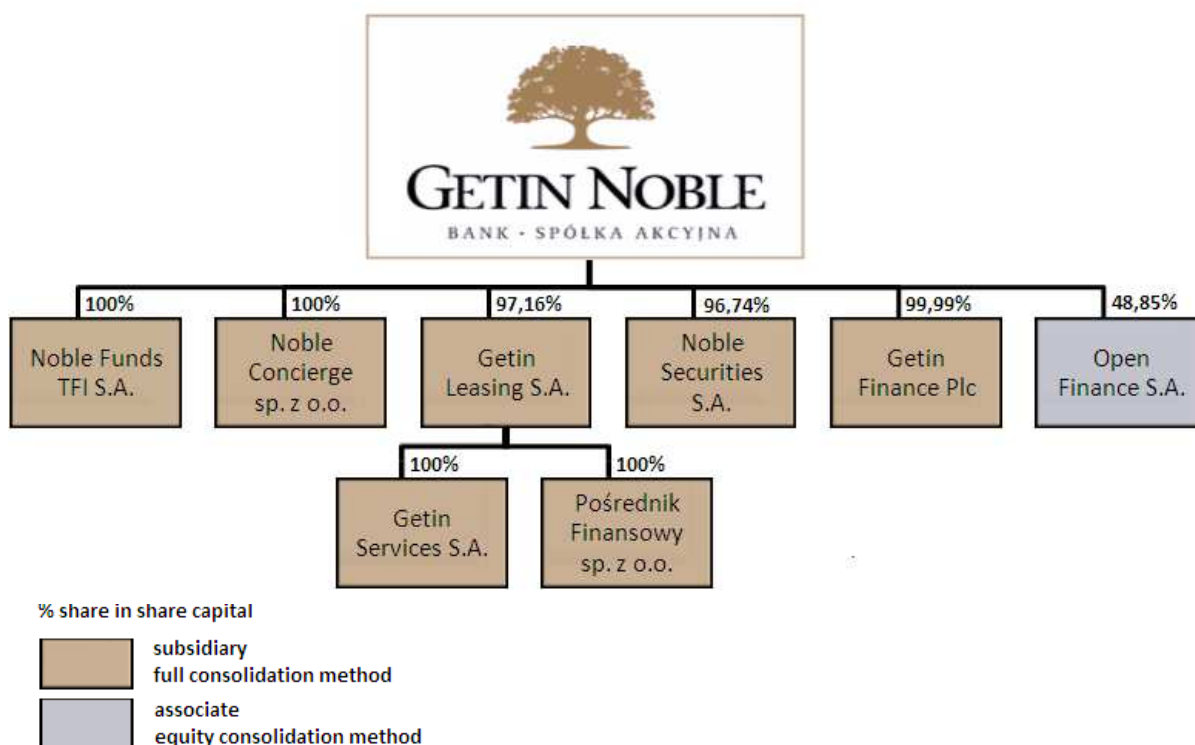 GETIN NOBLE
BANK · SPÓŁKA AKCYJNA
100%
100%
97,16%
96,74%
99,99%
48,85%
Noble Funds
TFI S.A.
Noble
Concierge
sp. z o.o.
Getin
Leasing S.A.
Noble
Securities
S.A.
Getin
Finance Plc
Open
Finance S.A.
100%
100%
Getin
Services S.A.
Pośrednik
Finansowy
sp. z o.o.
% share in share capital
subsidiary
full consolidation method
associate
equity consolidation method